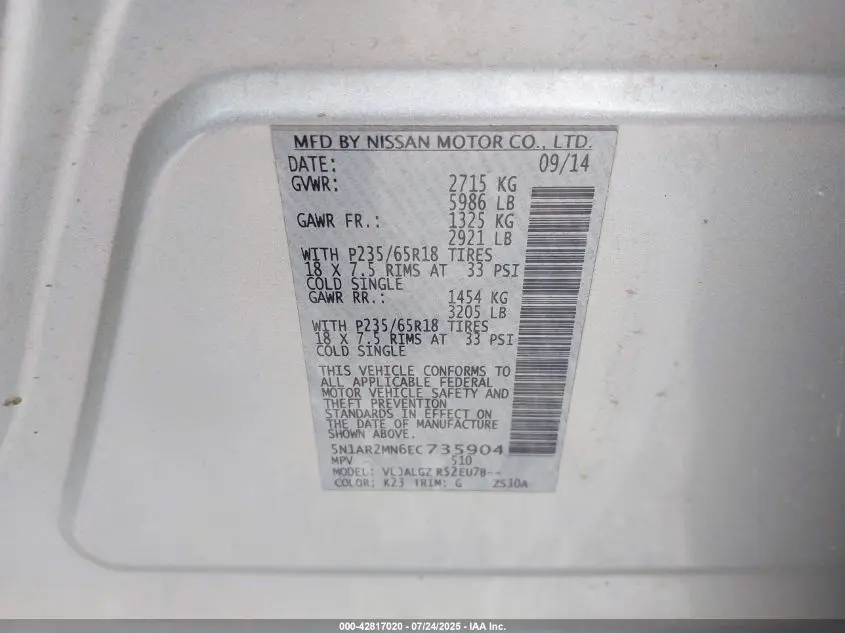 MFD BY NISSAN MOTOR CO., LTD.
DATE: 09/14
GVWR: 2715 KG
5986 LB
GAWR FR.: 1325 KG
2921 LB
WITH P235/65R18 TIRES
18 X 7.5 RIMS AT 33 PSI
COLD SINGLE
GAWR RR.: 1454 KG
3205 LB
WITH P235/65R18 TIRES
18 X 7.5 RIMS AT 33 PSI
COLD SINGLE
THIS VEHICLE CONFORMS TO
ALL APPLICABLE FEDERAL
MOTOR VEHICLE SAFETY AND
THEFT PREVENTION
STANDARDS IN EFFECT ON
THE DATE OF MANUFACTURE
SHOWN ABOVE.
5N1AR2MN6EC735904
MPV S10
MODEL:
COLOR: K23 TRIM: G ZS30A
000-42817020 - 07/24/2025 - IAA Inc.